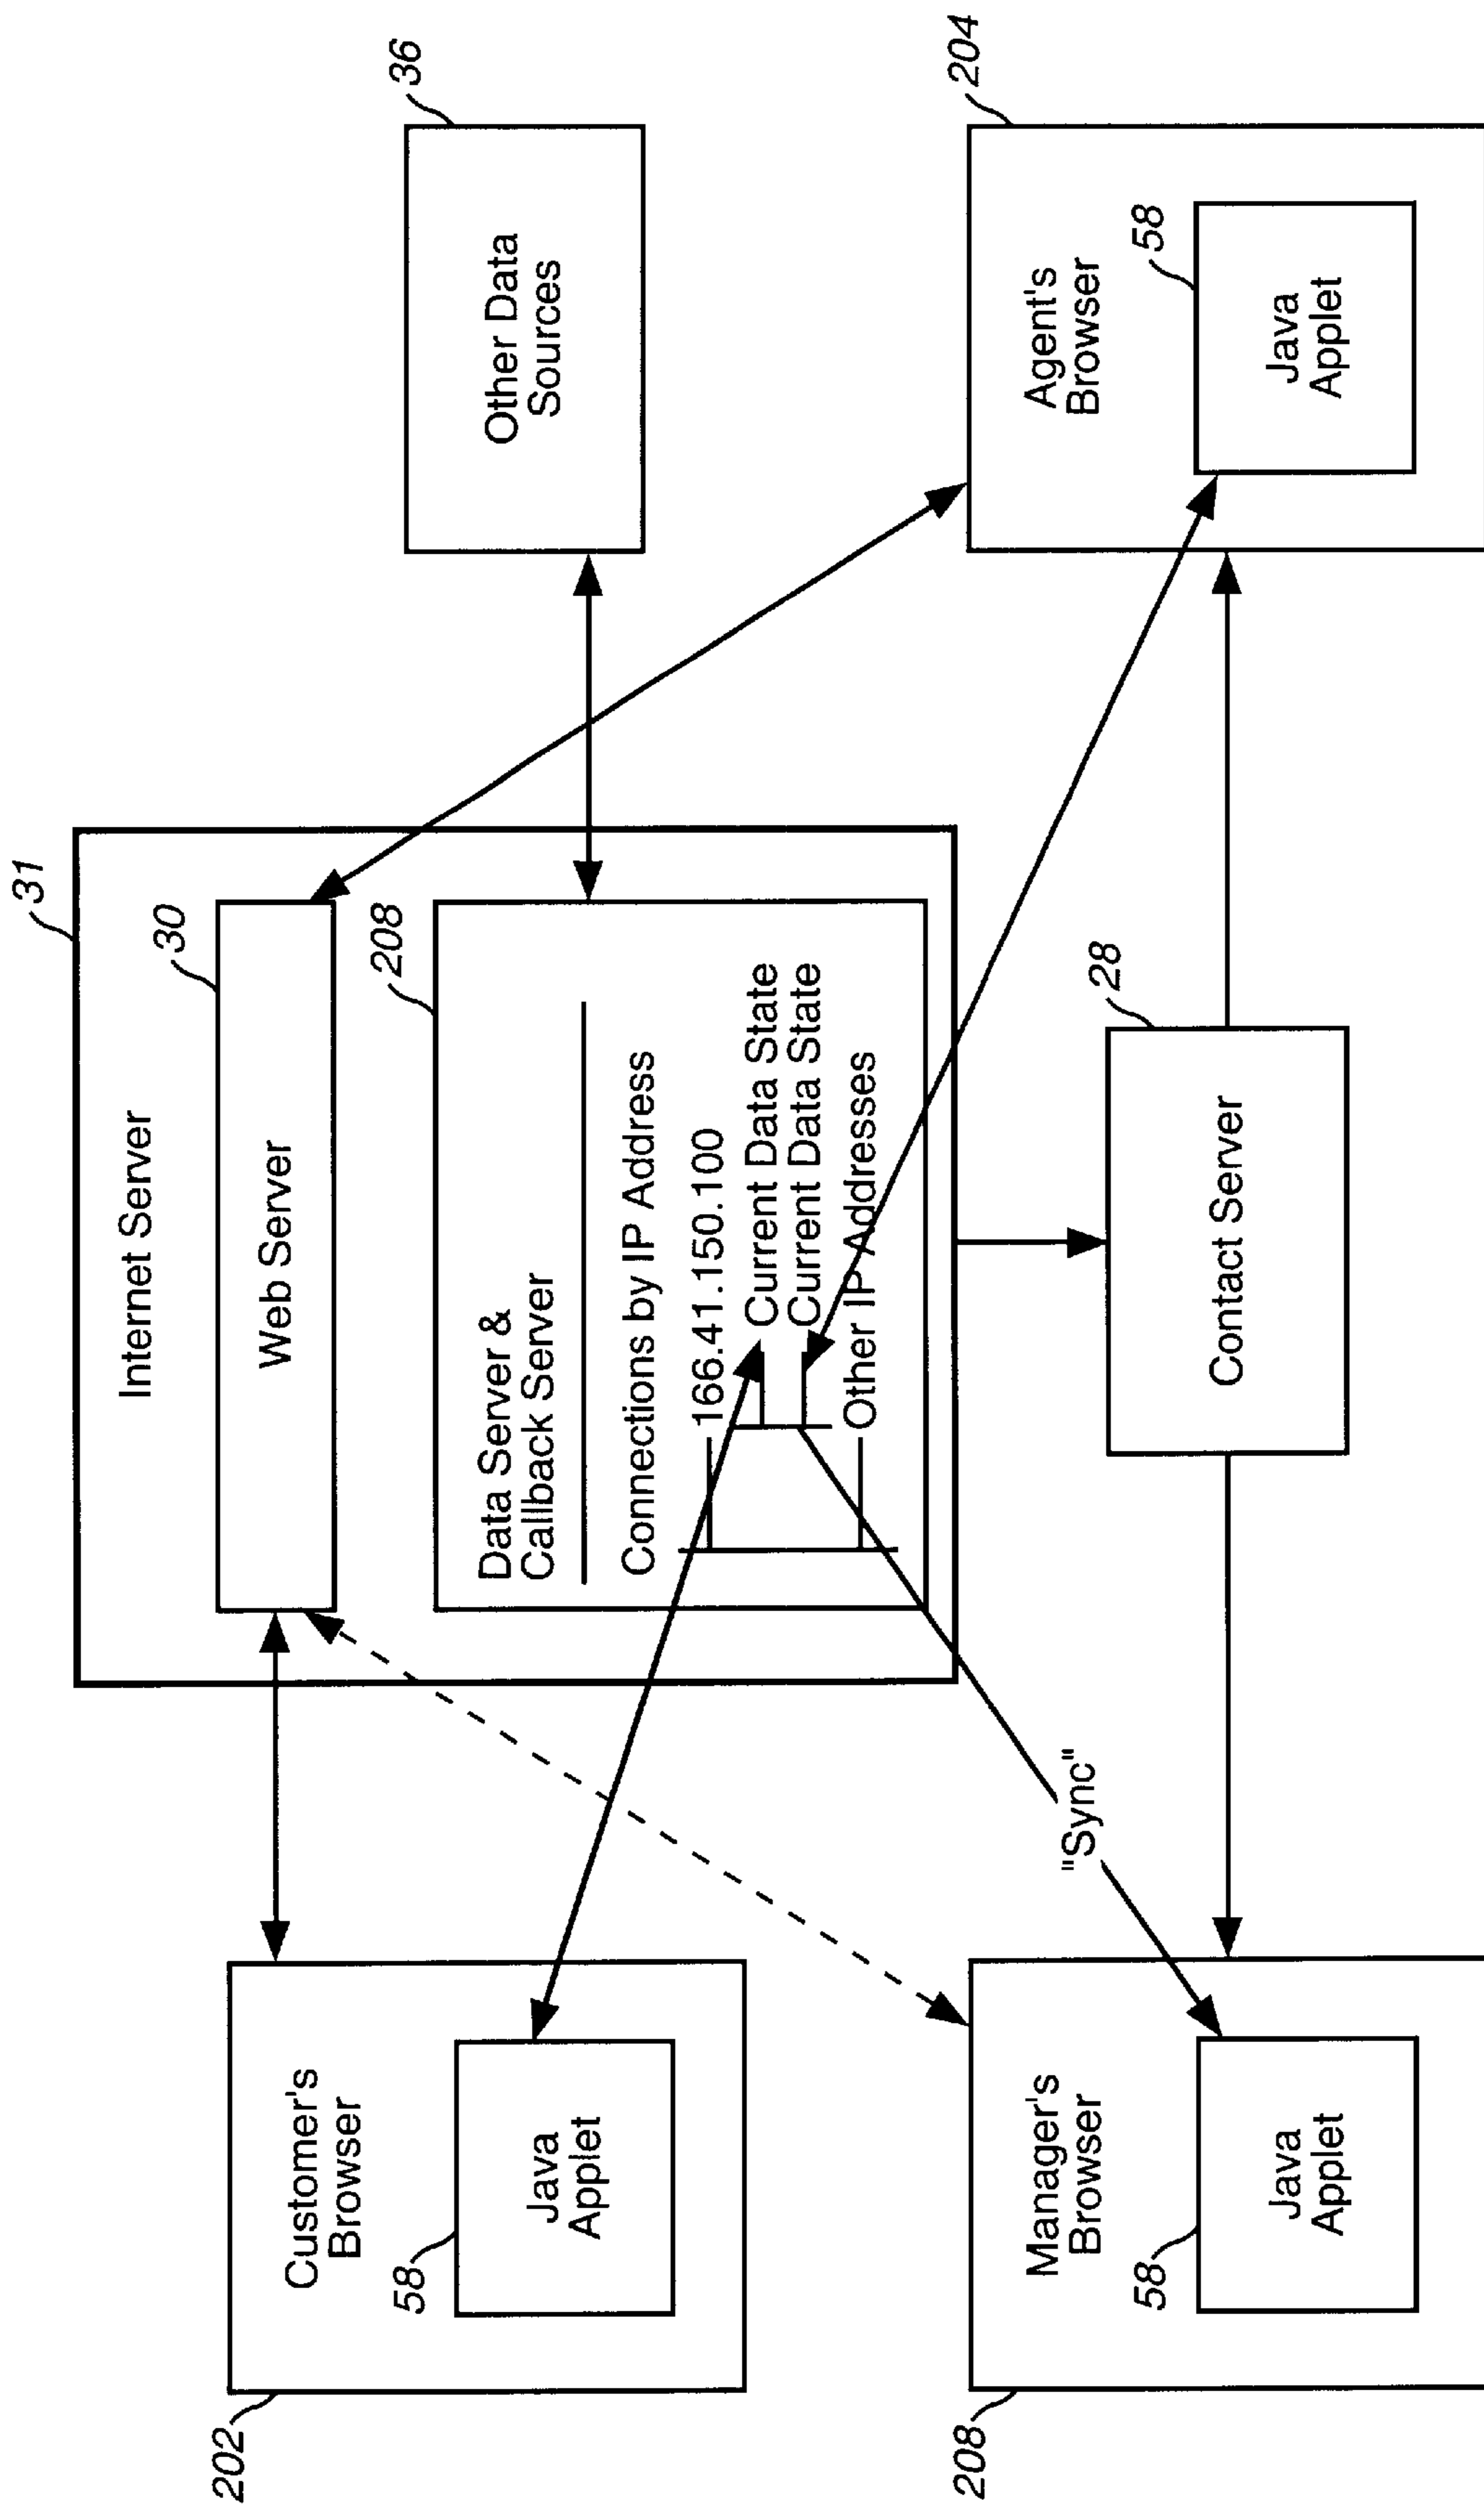 31
Internet Server
30
Web Server
202
Customer's
Browser
58
Java
Applet
208
Data Server &
Callback Server
Connections by IP Address
166.41.150.100
Current Data State
Current Data State
Other IP Addresses
36
Other Data
Sources
208
Manager's
Browser
58
Java
Applet
"Sync"
28
Contact Server
204
Agent's
Browser
58
Java
Applet